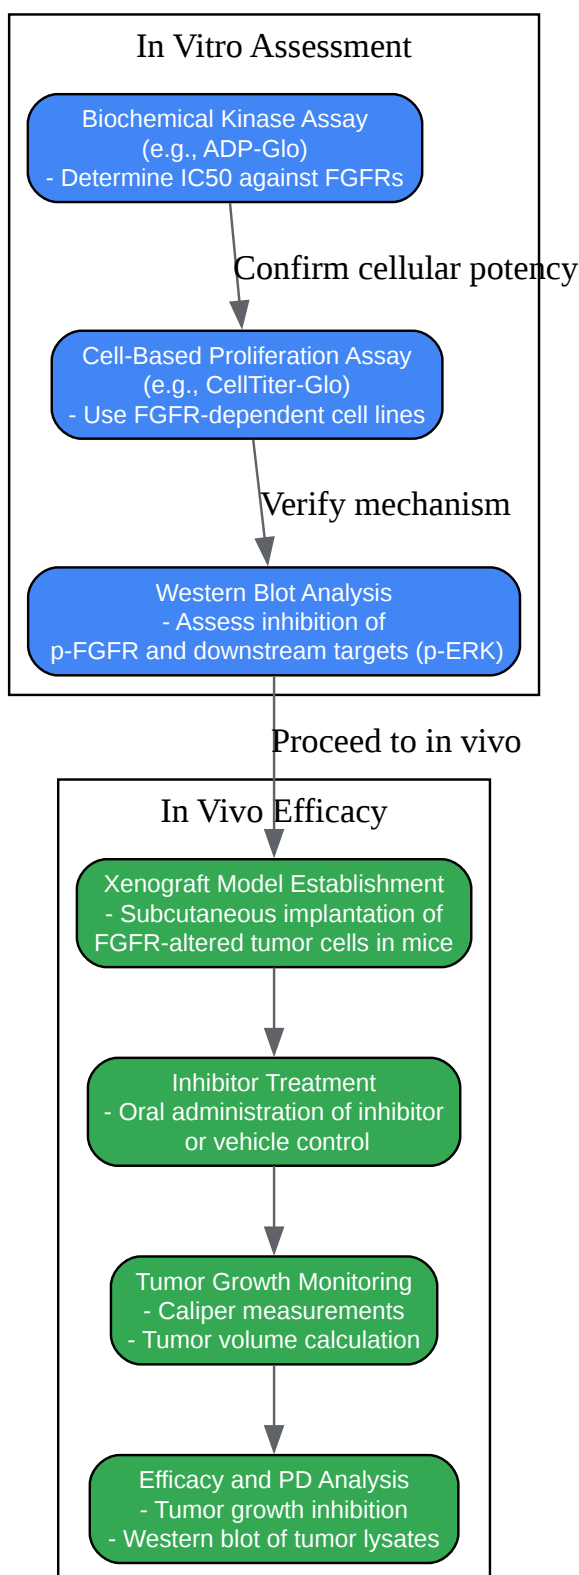 In Vitro Assessment
Biochemical Kinase Assay
(e.g., ADP-Glo)
- Determine IC50 against FGFRs
Confirm cellular potency
Cell-Based Proliferation Assay
(e.g., CellTiter-Glo)
- Use FGFR-dependent cell lines
Verify mechanism
Western Blot Analysis
- Assess inhibition of
p-FGFR and downstream targets (p-ERK)
Proceed to in vivo
In Vivo Efficacy
Xenograft Model Establishment
- Subcutaneous implantation of
FGFR-altered tumor cells in mice
Inhibitor Treatment
- Oral administration of inhibitor
or vehicle control
Tumor Growth Monitoring
- Caliper measurements
- Tumor volume calculation
Efficacy and PD Analysis
- Tumor growth inhibition
- Western blot of tumor lysates